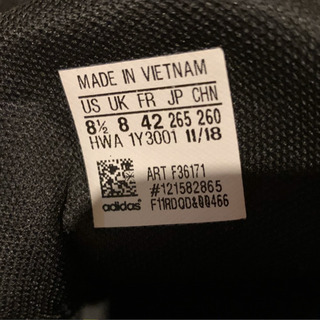 MADE IN VIETNAM
US UK FR JP CHN
8½ 8 42 265 260
HWA 1Y3001 11/18
ART F36171
#121582865
adidas